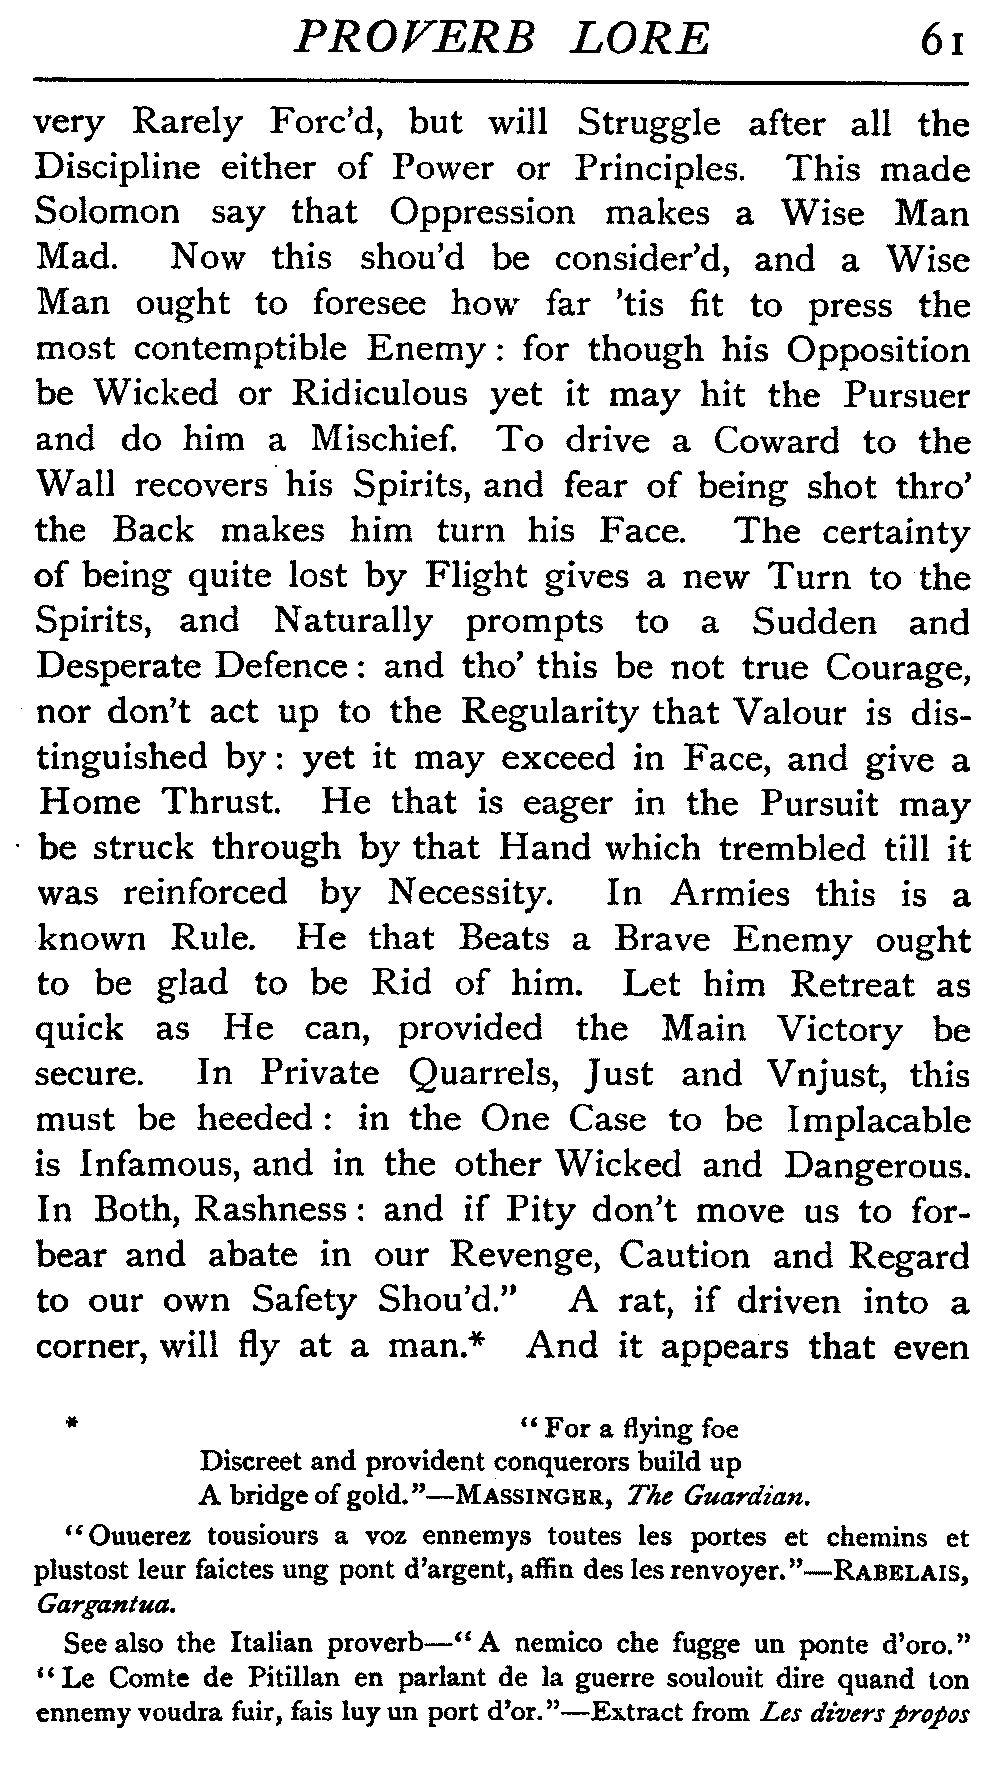 PROVERB LORE 61
very Rarely Forc'd, but will Struggle after all the
Discipline either of Power or Principles. This made
Solomon say that Oppression makes a Wise Man
Mad. Now this shou'd be consider'd, and a Wise
Man ought to foresee how far 'tis fit to press the
most contemptible Enemy : for though his Opposition
be Wicked or Ridiculous yet it may hit the Pursuer
and do him a Mischief. To drive a Coward to the
Wall recovers his Spirits, and fear of being shot thro'
the Back makes him turn his Face. The certainty
of being quite lost by Flight gives a new Turn to the
Spirits, and Naturally prompts to a Sudden and
Desperate Defence : and tho' this be not true Courage,
nor don't act up to the Regularity that Valour is dis-
tinguished by : yet it may exceed in Face, and give a
Home Thrust. He that is eager in the Pursuit may
be struck through by that Hand which trembled till it
was reinforced by Necessity. In Armies this is a
known Rule. He that Beats a Brave Enemy ought
to be glad to be Rid of him. Let him Retreat as
quick as He can, provided the Main Victory be
secure. In Private Quarrels, Just and Vnjust, this
must be heeded : in the One Case to be Implacable
is Infamous, and in the other Wicked and Dangerous.
In Both, Rashness : and if Pity don't move us to for-
bear and abate in our Revenge, Caution and Regard
to our own Safety Shou'd." A rat, if driven into a
corner, will fly at a man.* And it appears that even
* "For a flying foe
Discreet and provident conquerors build up
A bridge of gold."—MASSINGER, The Guardian.
"Ouuerez tousiours a voz ennemys toutes les portes et chemins et
plustost leur faictes ung pont d'argent, affin des les renvoyer."—RABELAIS,
Gargantua.
See also the Italian proverb—"A nemico che fugge un ponte d'oro."
"Le Comte de Pitillan en parlant de la guerre soulouit dire quand ton
ennemy voudra fuir, fais luy un port d'or."—Extract from Les divers propos